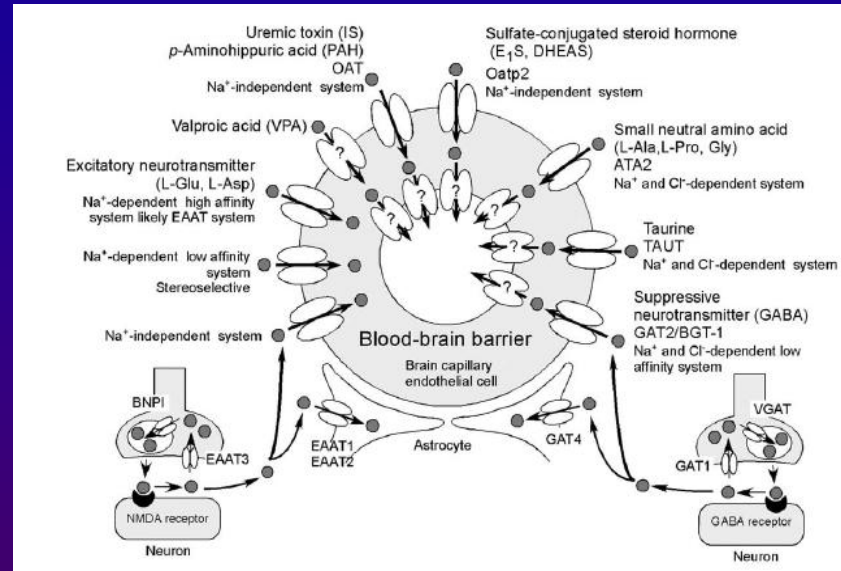 Uremic toxin (IS)
p-Aminohippuric acid (PAH)
OAT
Na⁺-independent system
Sulfate-conjugated steroid hormone
(E₁S, DHEAS)
Oatp2
Na⁺-independent system
Valproic acid (VPA)
Small neutral amino acid
(L-Ala,L-Pro, Gly)
ATA2
Na⁺ and Cl⁻-dependent system
Excitatory neurotransmitter
(L-Glu, L-Asp)
Na⁺-dependent high affinity
system likely EAAT system
Taurine
TAUT
Na⁺ and Cl⁻-dependent system
Na⁺-dependent low affinity
system
Stereoselective
Suppressive
neurotransmitter (GABA)
GAT2/BGT-1
Na⁺ and Cl⁻-dependent low
affinity system
Na⁺-independent system
?
?
?
?
?
?
?
?
Blood-brain barrier
Brain capillary
endothelial cell
BNPI
EAAT3
EAAT1
EAAT2
Astrocyte
GAT4
VGAT
GAT1
NMDA receptor
Neuron
GABA receptor
Neuron